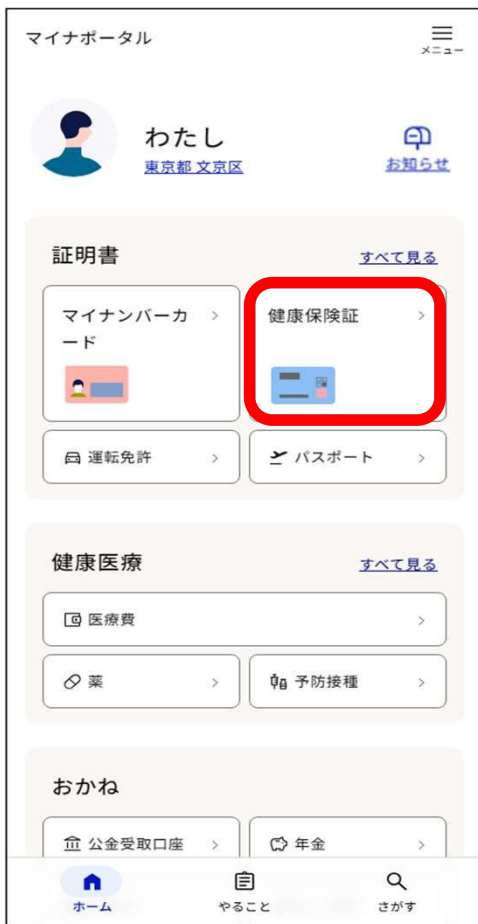 マイナポータル
メニュー
わたし
東京都 文京区
お知らせ
証明書
すべて見る
マイナンバーカ
ード
健康保険証
運転免許
パスポート
健康医療
すべて見る
医療費
薬
予防接種
おかね
公金受取口座
年金
ホーム
やること
さがす